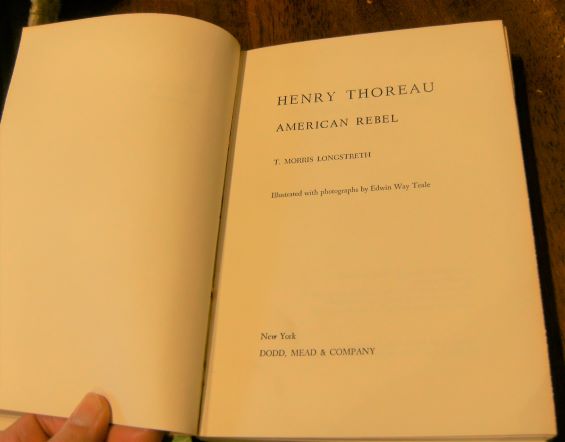 HENRY THOREAU
AMERICAN REBEL
T. MORRIS LONGSTRETH
Illustrated with photographs by Edwin Way Teale
New York
DODD, MEAD & COMPANY